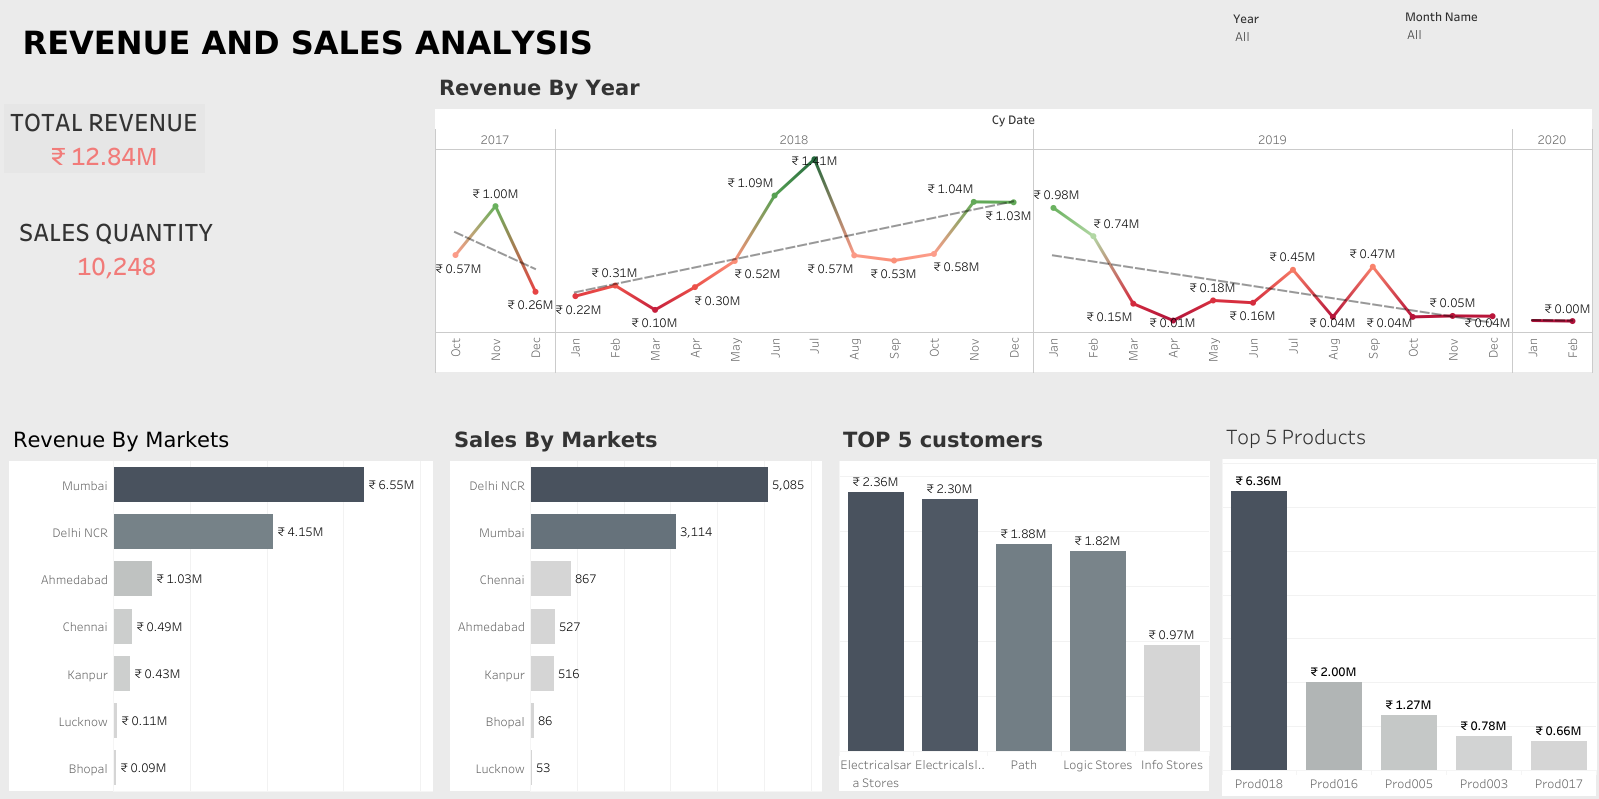 REVENUE AND SALES ANALYSIS
Year
All
Month Name
All
TOTAL REVENUE
₹ 12.84M
SALES QUANTITY
10,248
Revenue By Year
Cy Date
2017 2018 2019 2020
₹ 0.57M ₹ 1.00M ₹ 0.26M
₹ 0.22M ₹ 0.31M ₹ 0.10M ₹ 0.30M ₹ 0.52M ₹ 1.09M ₹ 1.41M ₹ 0.57M ₹ 0.53M ₹ 0.58M ₹ 1.04M ₹ 1.03M
₹ 0.98M ₹ 0.74M ₹ 0.15M ₹ 0.01M ₹ 0.18M ₹ 0.16M ₹ 0.45M ₹ 0.04M ₹ 0.47M ₹ 0.04M ₹ 0.05M ₹ 0.04M
₹ 0.00M
Oct Nov Dec Jan Feb Mar Apr May Jun Jul Aug Sep Oct Nov Dec Jan Feb Mar Apr May Jun Jul Aug Sep Oct Nov Dec Jan Feb
Revenue By Markets
Mumbai ₹ 6.55M
Delhi NCR ₹ 4.15M
Ahmedabad ₹ 1.03M
Chennai ₹ 0.49M
Kanpur ₹ 0.43M
Lucknow ₹ 0.11M
Bhopal ₹ 0.09M
Sales By Markets
Delhi NCR 5,085
Mumbai 3,114
Chennai 867
Ahmedabad 527
Kanpur 516
Bhopal 86
Lucknow 53
TOP 5 customers
₹ 2.36M ₹ 2.30M ₹ 1.88M ₹ 1.82M ₹ 0.97M
Electricalsar Electricalsl.. Path Logic Stores Info Stores
a Stores
Top 5 Products
₹ 6.36M ₹ 2.00M ₹ 1.27M ₹ 0.78M ₹ 0.66M
Prod018 Prod016 Prod005 Prod003 Prod017